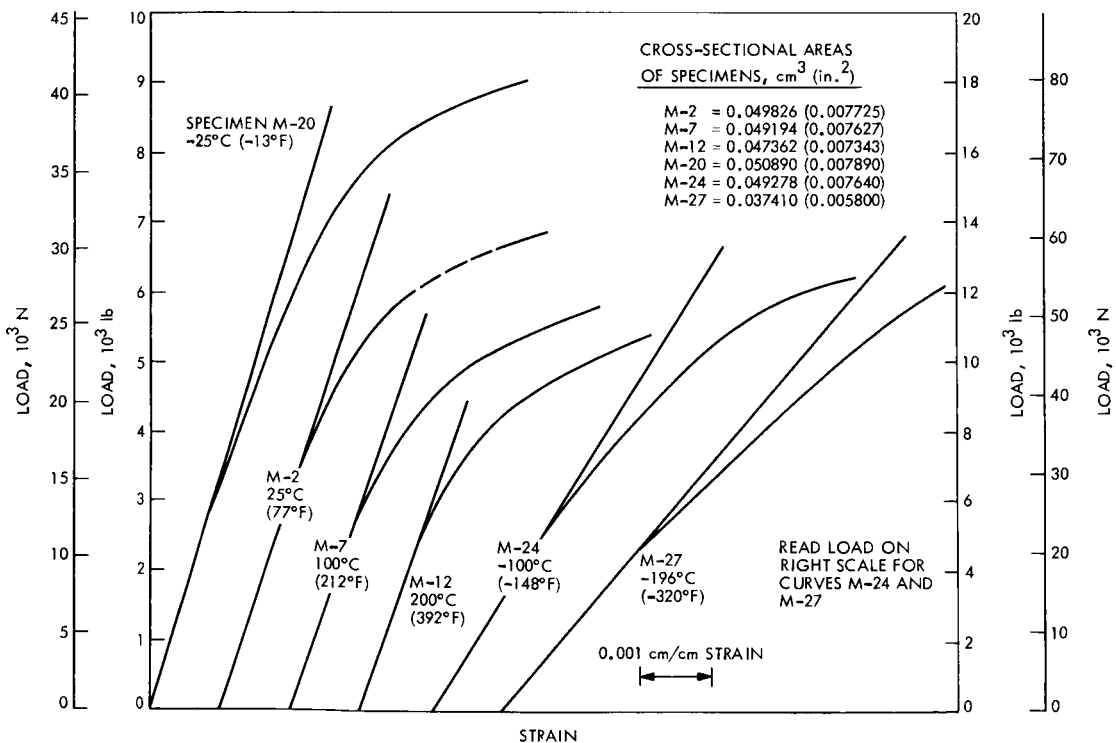 45
40
35
30
25
20
15
10
5
0
LOAD, 10³ N
10
9
8
7
6
5
4
3
2
1
0
LOAD, 10³ lb
SPECIMEN M-20
-25°C (-13°F)
M-2
25°C
(77°F)
M-7
100°C
(212°F)
M-12
200°C
(392°F)
M-24
-100°C
(-148°F)
M-27
-196°C
(-320°F)
CROSS-SECTIONAL AREAS
OF SPECIMENS, cm³ (in.²)
M-2 = 0.049826 (0.007725)
M-7 = 0.049194 (0.007627)
M-12 = 0.047362 (0.007343)
M-20 = 0.050890 (0.007890)
M-24 = 0.049278 (0.007640)
M-27 = 0.037410 (0.005800)
READ LOAD ON
RIGHT SCALE FOR
CURVES M-24 AND
M-27
0.001 cm/cm STRAIN
STRAIN
20
18
16
14
12
10
8
6
4
2
0
LOAD, 10³ lb
80
70
60
50
40
30
20
10
0
LOAD, 10³ N